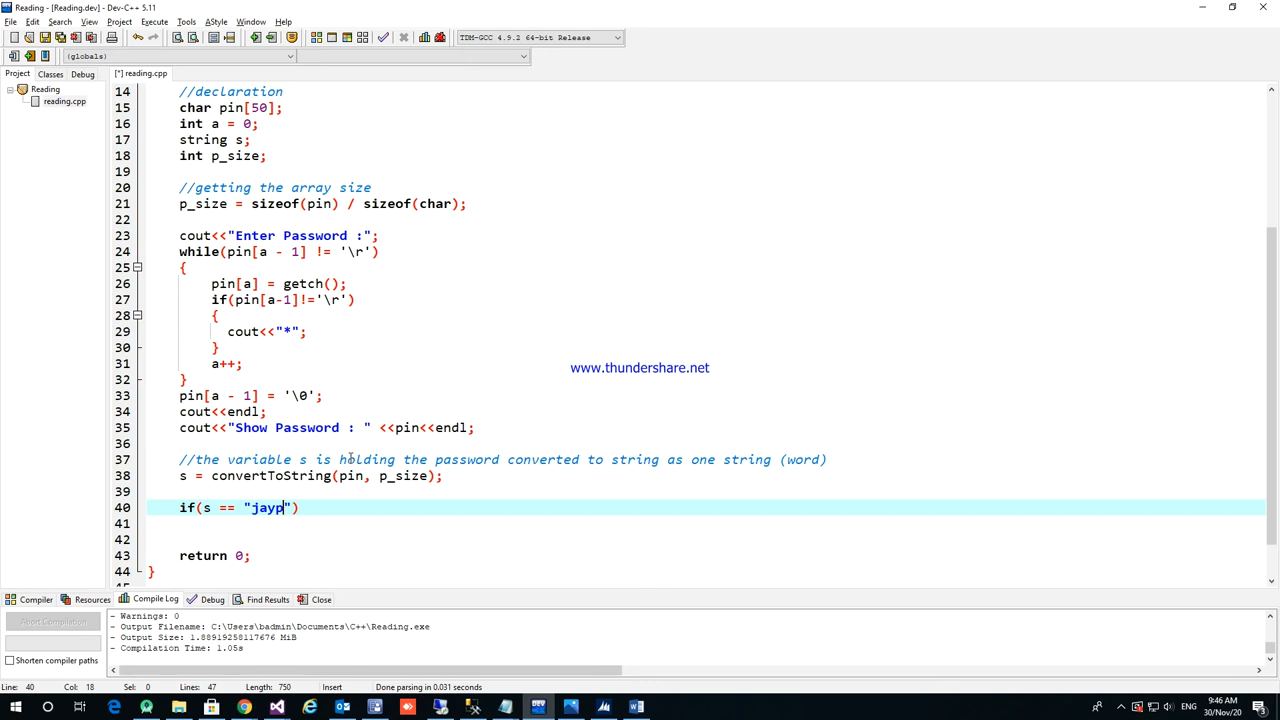 Reading - [Reading.dev] - Dev-C++ 5.11
File Edit Search View Project Execute Tools AStyle Window Help
TDM-GCC 4.9.2 64-bit Release
(globals)
Project Classes Debug
[*] reading.cpp
Reading
reading.cpp
14 //declaration
15 char pin[50];
16 int a = 0;
17 string s;
18 int p_size;
19
20 //getting the array size
21 p_size = sizeof(pin) / sizeof(char);
22
23 cout<<"Enter Password :";
24 while(pin[a - 1] != '\r')
25 {
26 pin[a] = getch();
27 if(pin[a-1]!='\r')
28 {
29 cout<<"*";
30 }
31 a++;
32 }
33 pin[a - 1] = '\0';
34 cout<<endl;
35 cout<<"Show Password : " <<pin<<endl;
36
37 //the variable s is holding the password converted to string as one string (word)
38 s = convertToString(pin, p_size);
39
40 if(s == "jayp")
41
42
43 return 0;
44 }
45
www.thundershare.net
Compiler Resources Compile Log Debug Find Results Close
Abort Compilation
Shorten compiler paths
- Warnings: 0
- Output Filename: C:\Users\badmin\Documents\C++\Reading.exe
- Output Size: 1.88919258117676 MiB
- Compilation Time: 1.05s
Line: 40 Col: 18 Sel: 0 Lines: 47 Length: 750 Insert Done parsing in 0.031 seconds
ENG 9:46 AM
30/Nov/20